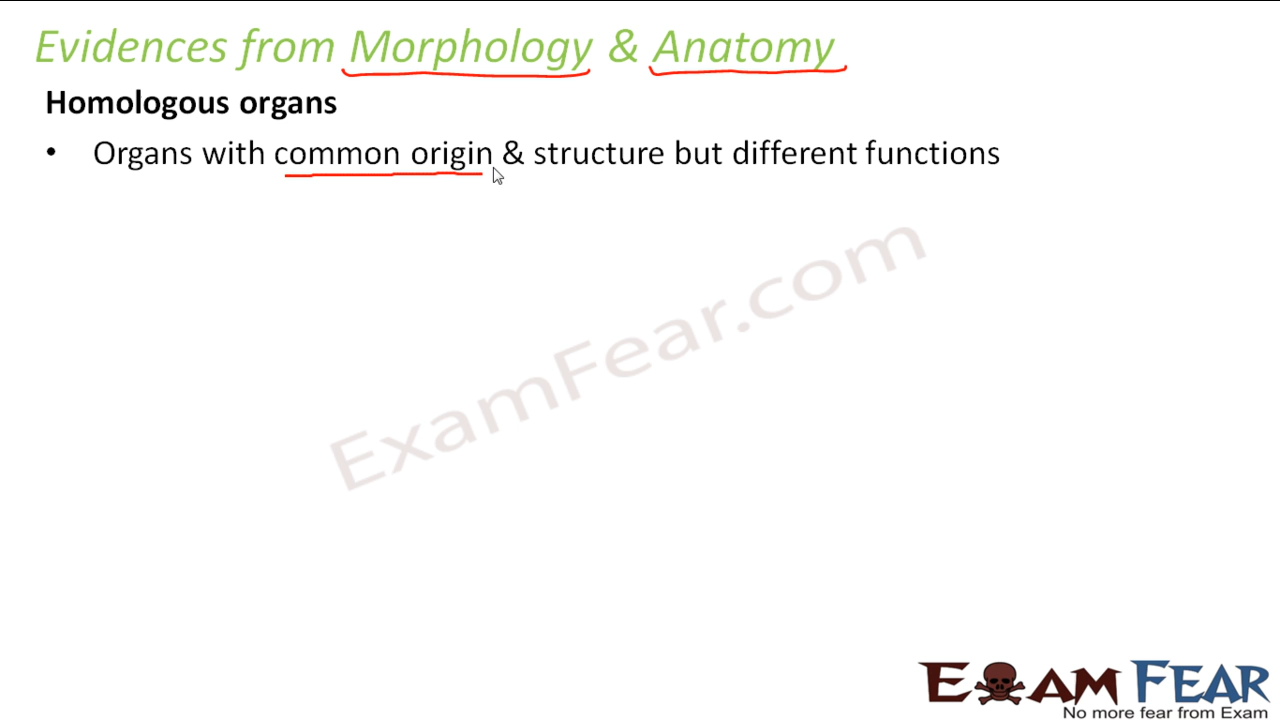 Evidences from Morphology & Anatomy
Homologous organs
• Organs with common origin & structure but different functions
ExamFear.com
EXAM FEAR
No more fear from Exam